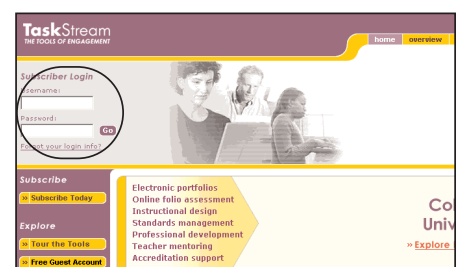 TaskStream
THE TOOLS OF ENGAGEMENT
home overview
Subscriber Login
Username:
Password:
Go
Forgot your login info?
Subscribe
» Subscribe Today
Explore
» Tour the Tools
» Free Guest Account
Electronic portfolios
Online folio assessment
Instructional design
Standards management
Professional development
Teacher mentoring
Accreditation support
Col
Univ
» Explore